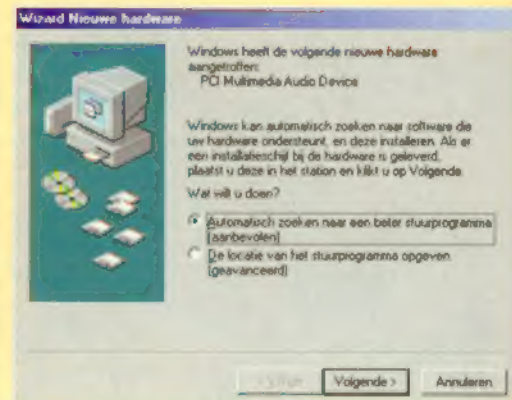 Wizard Nieuwe hardware
Windows heeft de volgende nieuwe hardware
aangetroffen:
PCI Multimedia Audio Device
Windows kan automatisch zoeken naar software die
uw hardware ondersteunt, en deze installeren. Als er
een installatieschijf bij de hardware is geleverd,
plaatst u deze in het station en klikt u op Volgende.
Wat wilt u doen?
Automatisch zoeken naar een beter stuurprogramma
(aanbevolen)
De locatie van het stuurprogramma opgeven
(geavanceerd)
Volgende >
Annuleren